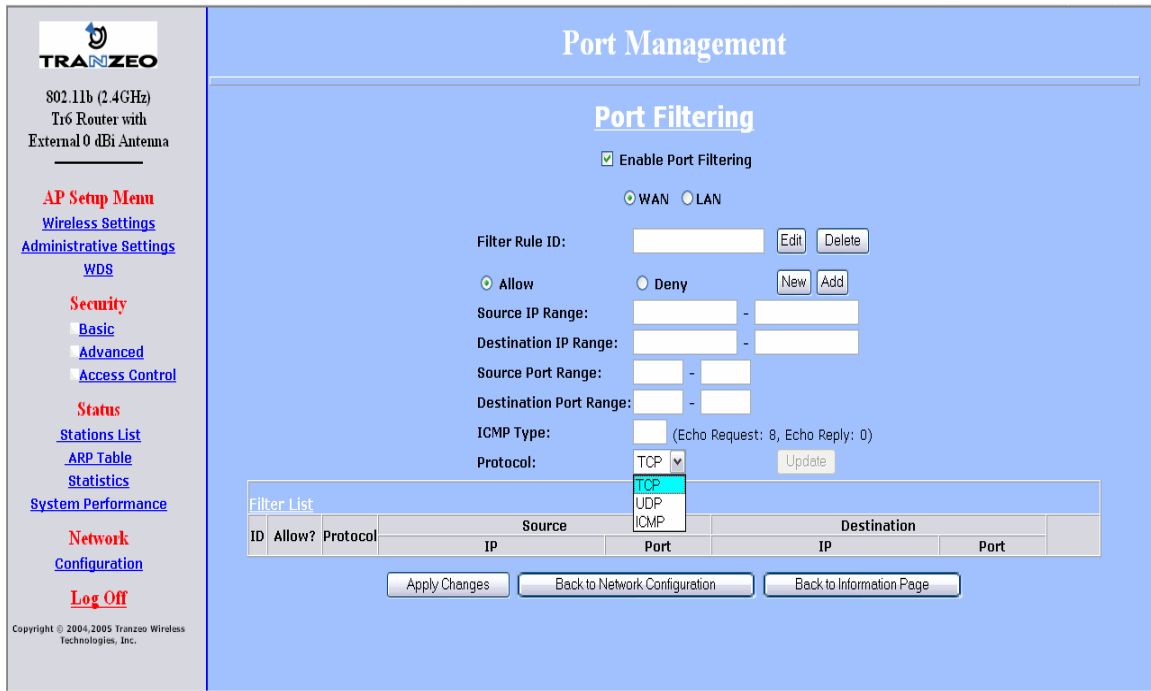 TRANZEO
802.11b (2.4GHz)
Tr6 Router with
External 0 dBi Antenna
AP Setup Menu
Wireless Settings
Administrative Settings
WDS
Security
Basic
Advanced
Access Control
Status
Stations List
ARP Table
Statistics
System Performance
Network
Configuration
Log Off
Copyright © 2004,2005 Tranzeo Wireless
Technologies, Inc.
Port Management
Port Filtering
Enable Port Filtering
WAN LAN
Filter Rule ID: Edit Delete
Allow Deny New Add
Source IP Range: -
Destination IP Range: -
Source Port Range: -
Destination Port Range: -
ICMP Type: (Echo Request: 8, Echo Reply: 0)
Protocol: TCP Update
TCP
UDP
ICMP
Filter List
ID Allow? Protocol Source Destination
IP Port IP Port
Apply Changes Back to Network Configuration Back to Information Page